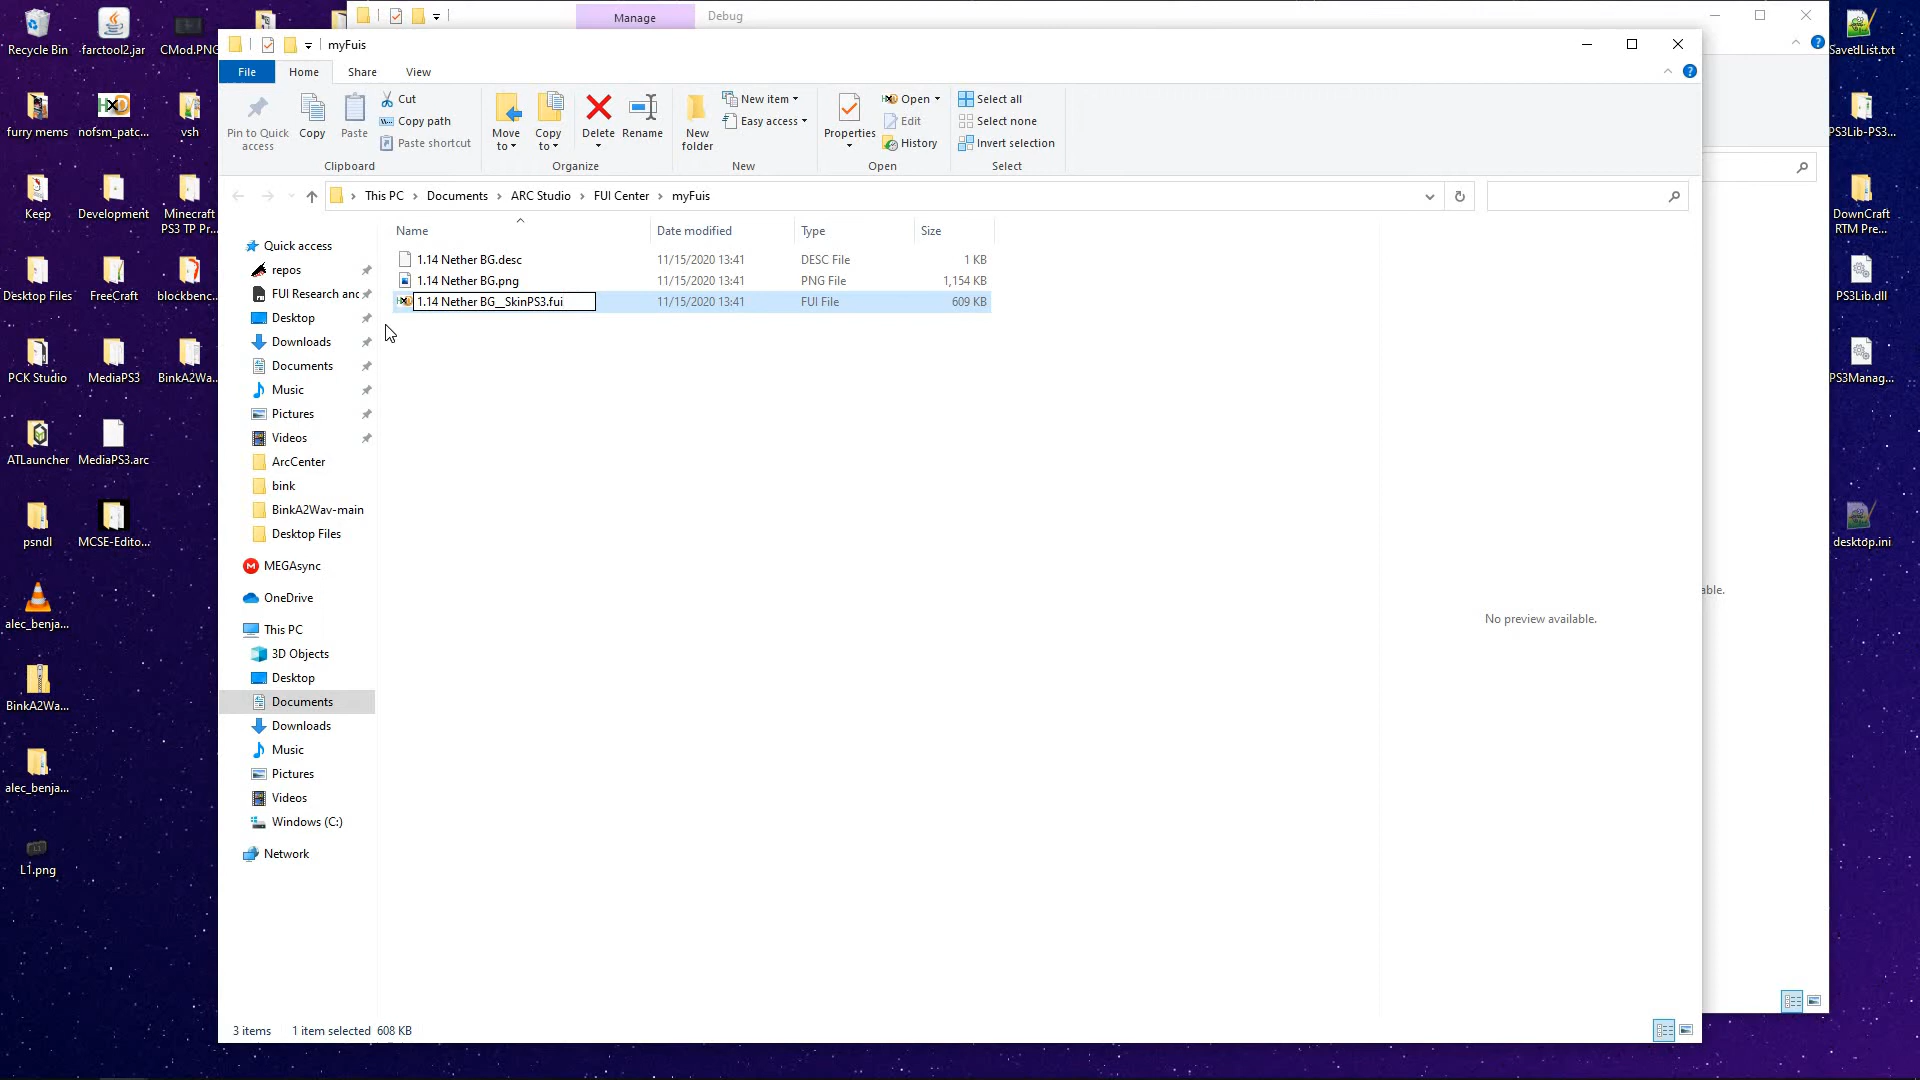 Manage
Debug
myFuis
File
Home
Share
View
Pin to Quick
access
Copy
Paste
Cut
Copy path
Paste shortcut
Clipboard
Move
to
Copy
to
Delete
Rename
Organize
New
folder
New item
Easy access
New
Properties
Open
Edit
History
Open
Select all
Select none
Invert selection
Select
This PC
Documents
ARC Studio
FUI Center
myFuis
Name
Date modified
Type
Size
1.14 Nether BG.desc
11/15/2020 13:41
DESC File
1 KB
1.14 Nether BG.png
11/15/2020 13:41
PNG File
1,154 KB
1.14 Nether BG__SkinPS3.fui
11/15/2020 13:41
FUI File
609 KB
Quick access
repos
FUI Research and
Desktop
Downloads
Documents
Music
Pictures
Videos
ArcCenter
bink
BinkA2Wav-main
Desktop Files
MEGAsync
OneDrive
This PC
3D Objects
Desktop
Documents
Downloads
Music
Pictures
Videos
Windows (C:)
Network
No preview available.
able.
3 items
1 item selected 608 KB
Recycle Bin
farctool2.jar
CMod.PNG
furry mems
nofsm_patc...
vsh
Keep
Development
Minecraft
PS3 TP Pr...
Desktop Files
FreeCraft
blockbenc...
PCK Studio
MediaPS3
BinkA2Wa...
ATLauncher
MediaPS3.arc
psndl
MCSE-Edito...
alec_benja...
BinkA2Wa...
alec_benja...
L1.png
SavedList.txt
PS3Lib-PS3...
DownCraft
RTM Pre...
PS3Lib.dll
PS3Manag...
desktop.ini